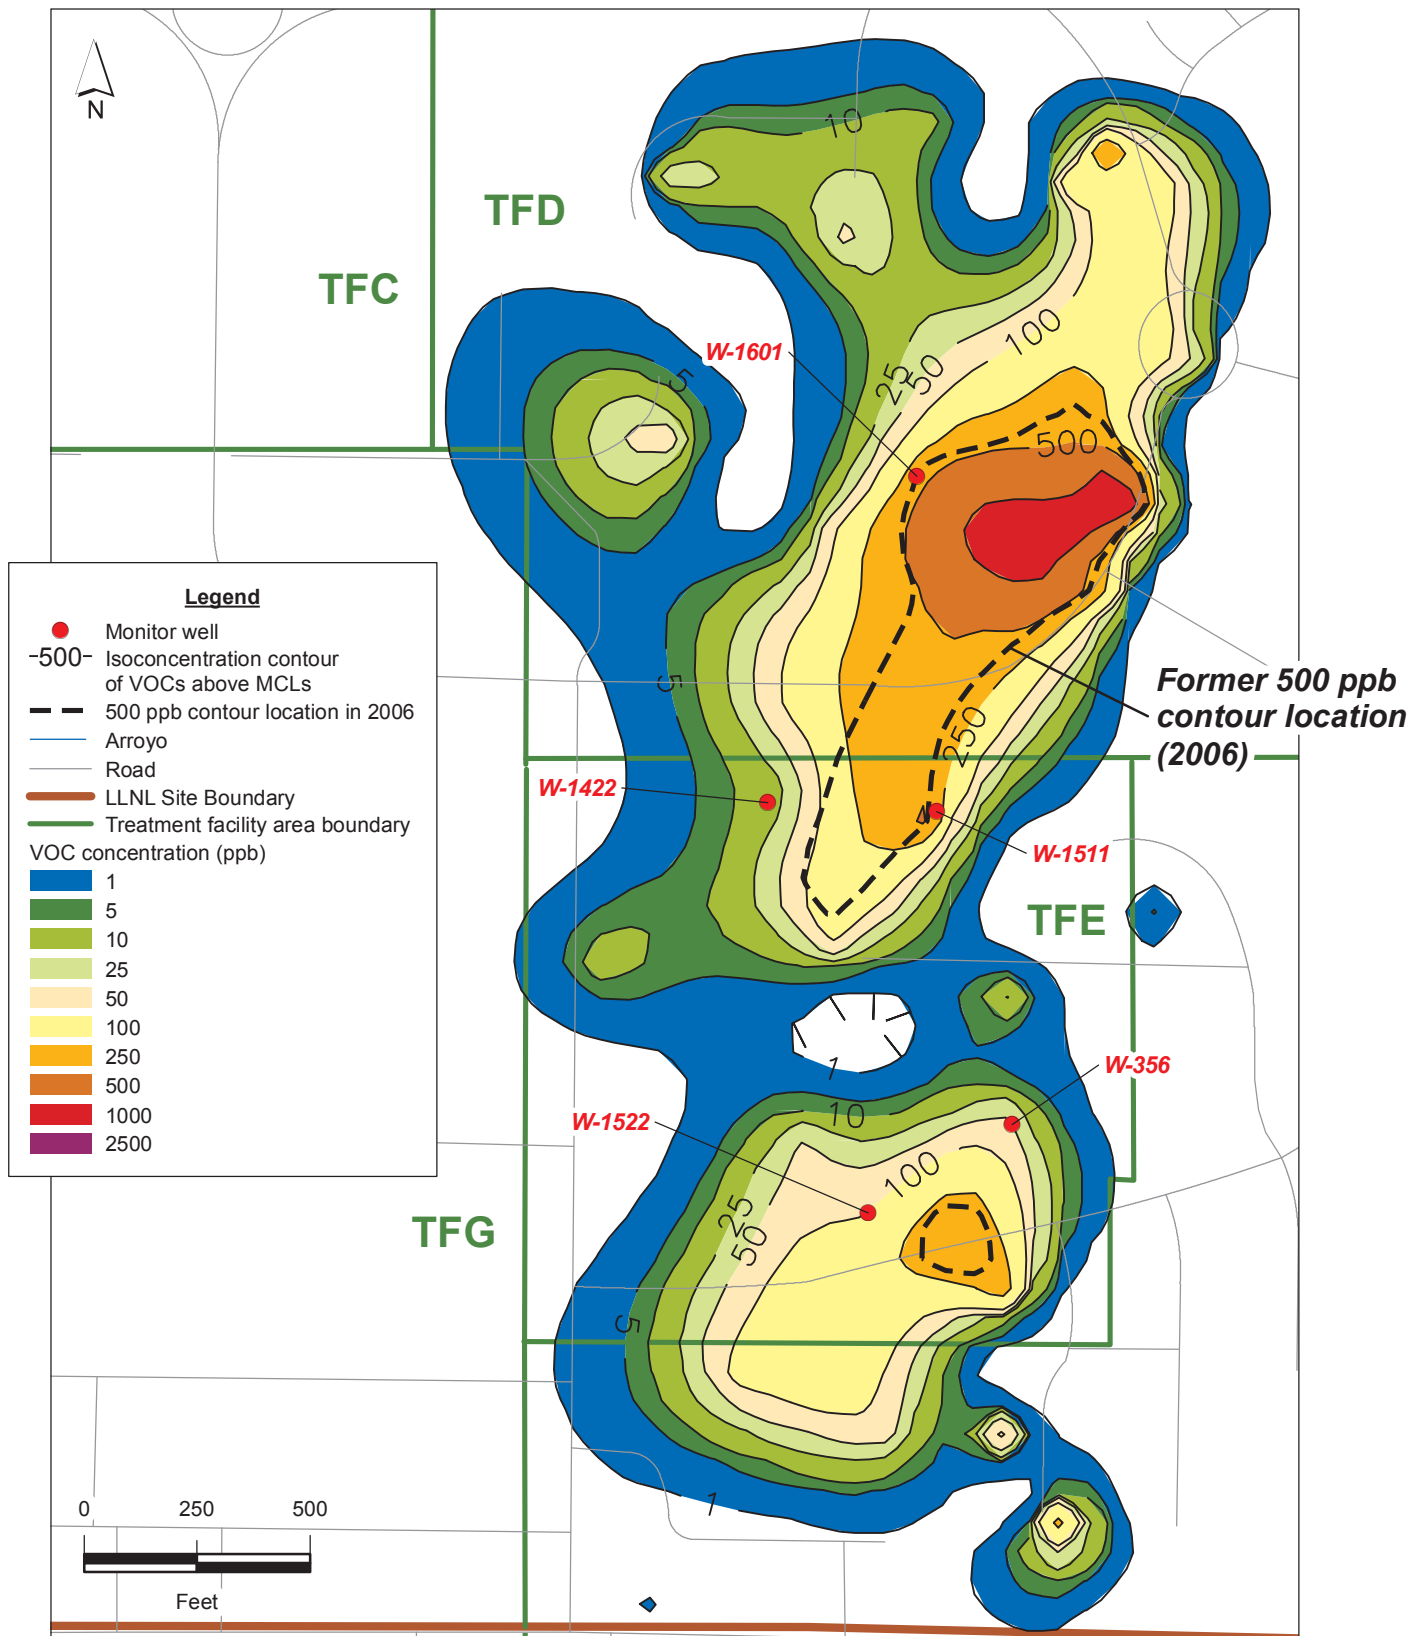 N
10
TFD
TFC
100
W-1601
25
50
5
500
Legend
Monitor well
-500-
Isoconcentration contour
of VOCs above MCLs
500 ppb contour location in 2006
Arroyo
Road
LLNL Site Boundary
Treatment facility area boundary
VOC concentration (ppb)
1
5
10
25
50
100
250
500
1000
2500
5
Former 500 ppb
contour location
(2006)
250
W-1422
W-1511
TFE
1
W-356
10
W-1522
100
25
50
TFG
5
1
0 250 500
Feet